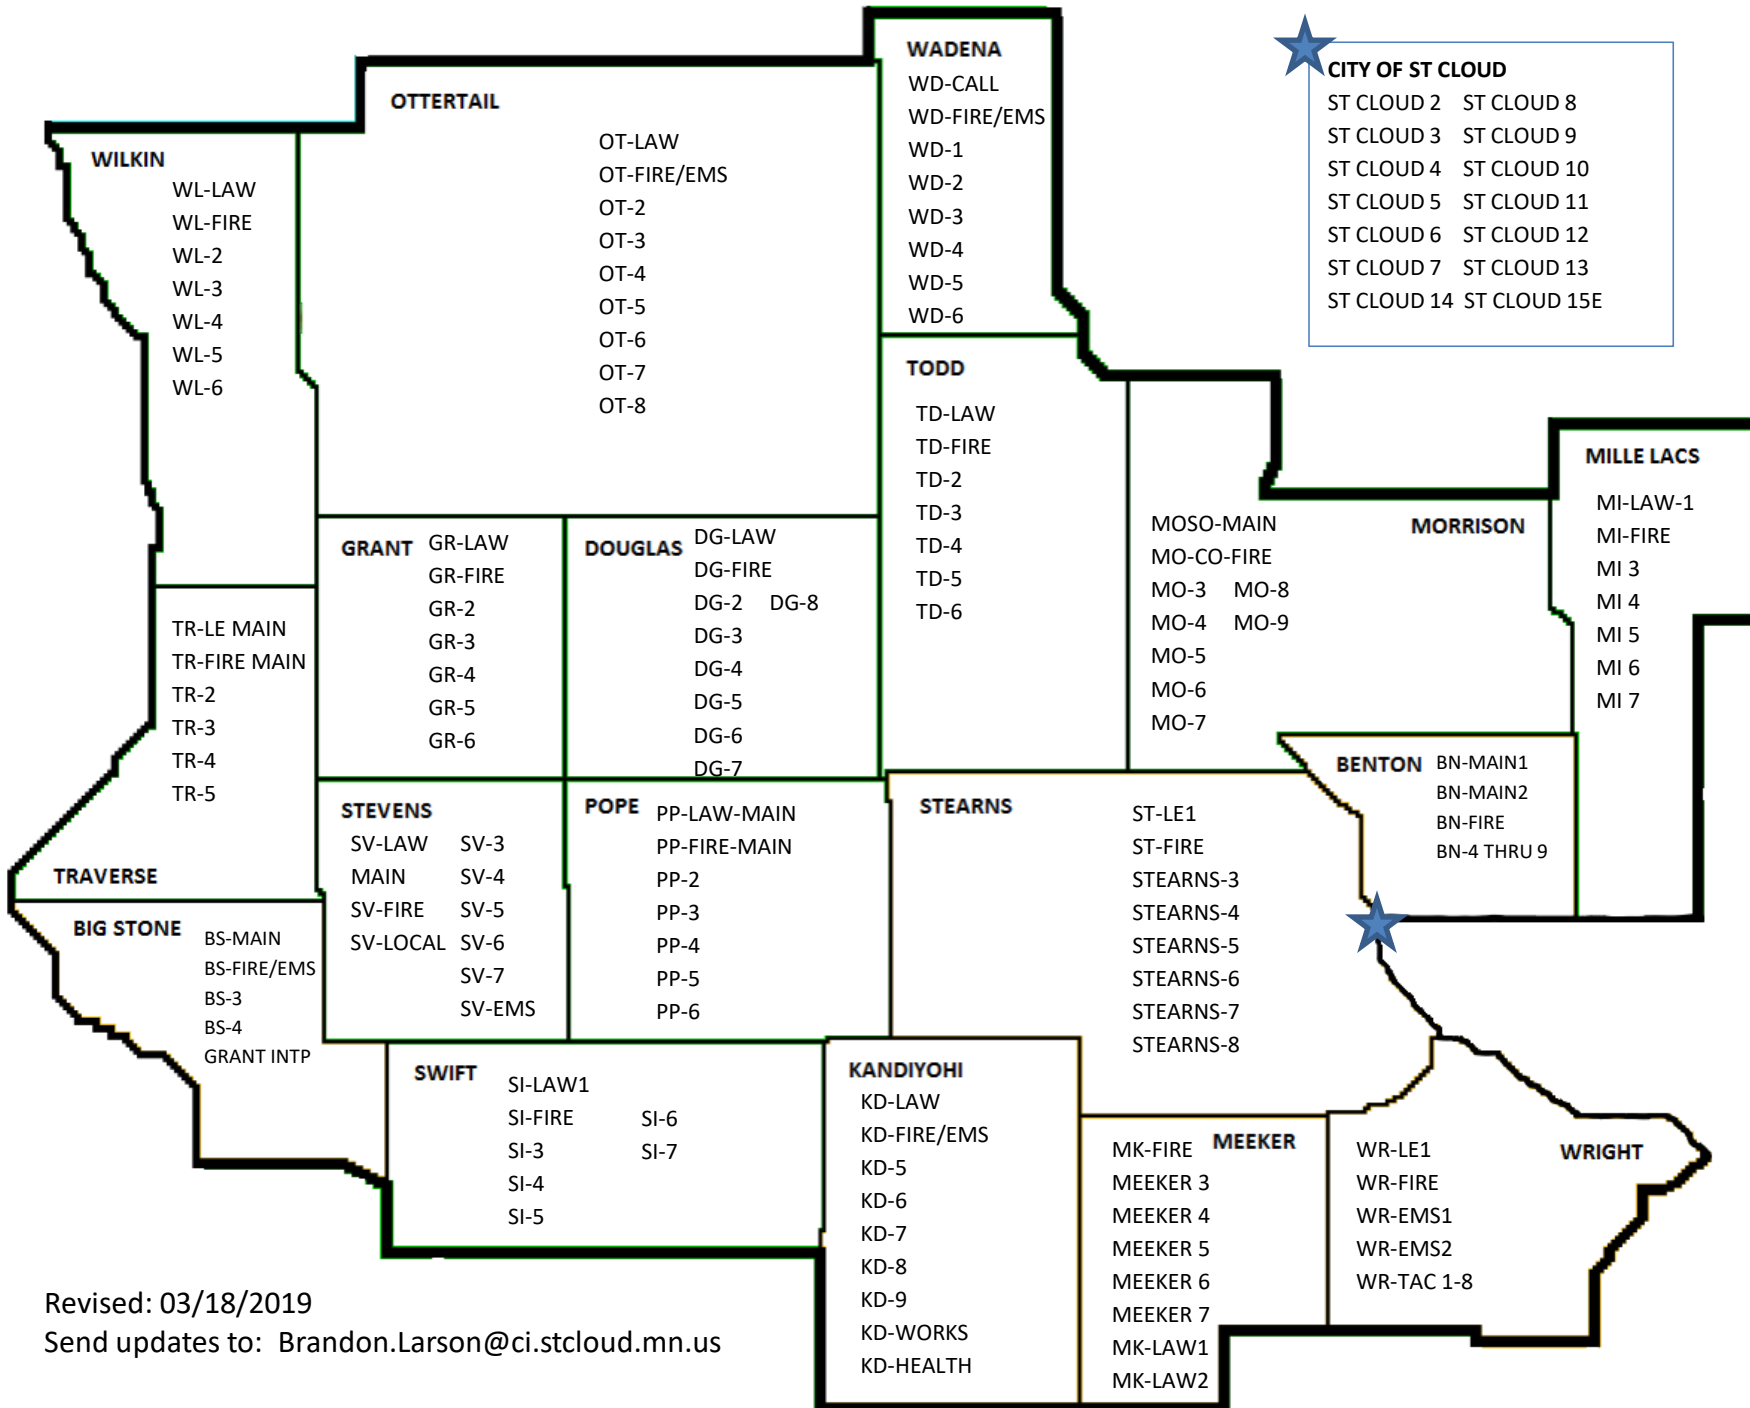 WADENA
WD-CALL
WD-FIRE/EMS
WD-1
WD-2
WD-3
WD-4
WD-5
WD-6
CITY OF ST CLOUD
ST CLOUD 2 ST CLOUD 8
ST CLOUD 3 ST CLOUD 9
ST CLOUD 4 ST CLOUD 10
ST CLOUD 5 ST CLOUD 11
ST CLOUD 6 ST CLOUD 12
ST CLOUD 7 ST CLOUD 13
ST CLOUD 14 ST CLOUD 15E
OTTERTAIL
OT-LAW
OT-FIRE/EMS
OT-2
OT-3
OT-4
OT-5
OT-6
OT-7
OT-8
WILKIN
WL-LAW
WL-FIRE
WL-2
WL-3
WL-4
WL-5
WL-6
TODD
TD-LAW
TD-FIRE
TD-2
TD-3
TD-4
TD-5
TD-6
MILLE LACS
MI-LAW-1
MI-FIRE
MI 3
MI 4
MI 5
MI 6
MI 7
MORRISON
MOSO-MAIN
MO-CO-FIRE
MO-3 MO-8
MO-4 MO-9
MO-5
MO-6
MO-7
GRANT
GR-LAW
GR-FIRE
GR-2
GR-3
GR-4
GR-5
GR-6
DOUGLAS
DG-LAW
DG-FIRE
DG-2 DG-8
DG-3
DG-4
DG-5
DG-6
DG-7
TR-LE MAIN
TR-FIRE MAIN
TR-2
TR-3
TR-4
TR-5
TRAVERSE
BENTON
BN-MAIN1
BN-MAIN2
BN-FIRE
BN-4 THRU 9
STEVENS
SV-LAW SV-3
MAIN SV-4
SV-FIRE SV-5
SV-LOCAL SV-6
SV-7
SV-EMS
POPE
PP-LAW-MAIN
PP-FIRE-MAIN
PP-2
PP-3
PP-4
PP-5
PP-6
STEARNS
ST-LE1
ST-FIRE
STEARNS-3
STEARNS-4
STEARNS-5
STEARNS-6
STEARNS-7
STEARNS-8
BIG STONE
BS-MAIN
BS-FIRE/EMS
BS-3
BS-4
GRANT INTP
SWIFT
SI-LAW1
SI-FIRE SI-6
SI-3 SI-7
SI-4
SI-5
KANDIYOHI
KD-LAW
KD-FIRE/EMS
KD-5
KD-6
KD-7
KD-8
KD-9
KD-WORKS
KD-HEALTH
MEEKER
MK-FIRE
MEEKER 3
MEEKER 4
MEEKER 5
MEEKER 6
MEEKER 7
MK-LAW1
MK-LAW2
WRIGHT
WR-LE1
WR-FIRE
WR-EMS1
WR-EMS2
WR-TAC 1-8
Revised: 03/18/2019
Send updates to: Brandon.Larson@ci.stcloud.mn.us